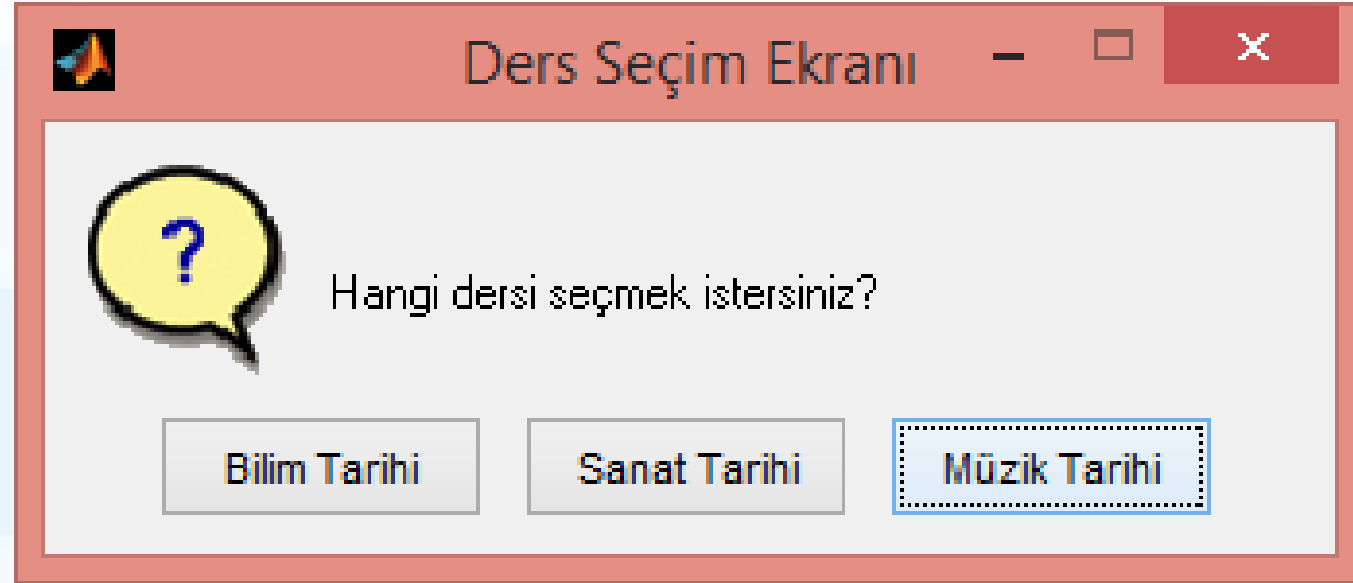 Ders Seçim Ekranı
?
Hangi dersi seçmek istersiniz?
Bilim Tarihi Sanat Tarihi Müzik Tarihi